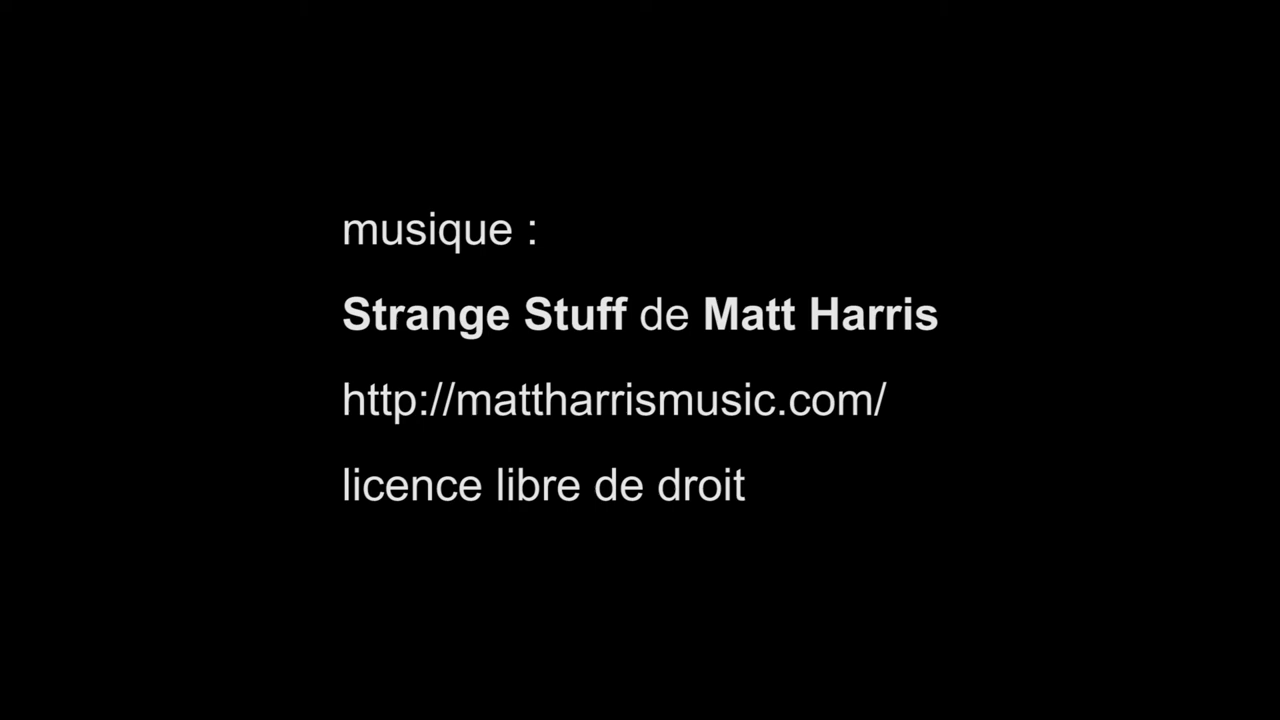 musique :
Strange Stuff de Matt Harris
http://mattharrismusic.com/
licence libre de droit